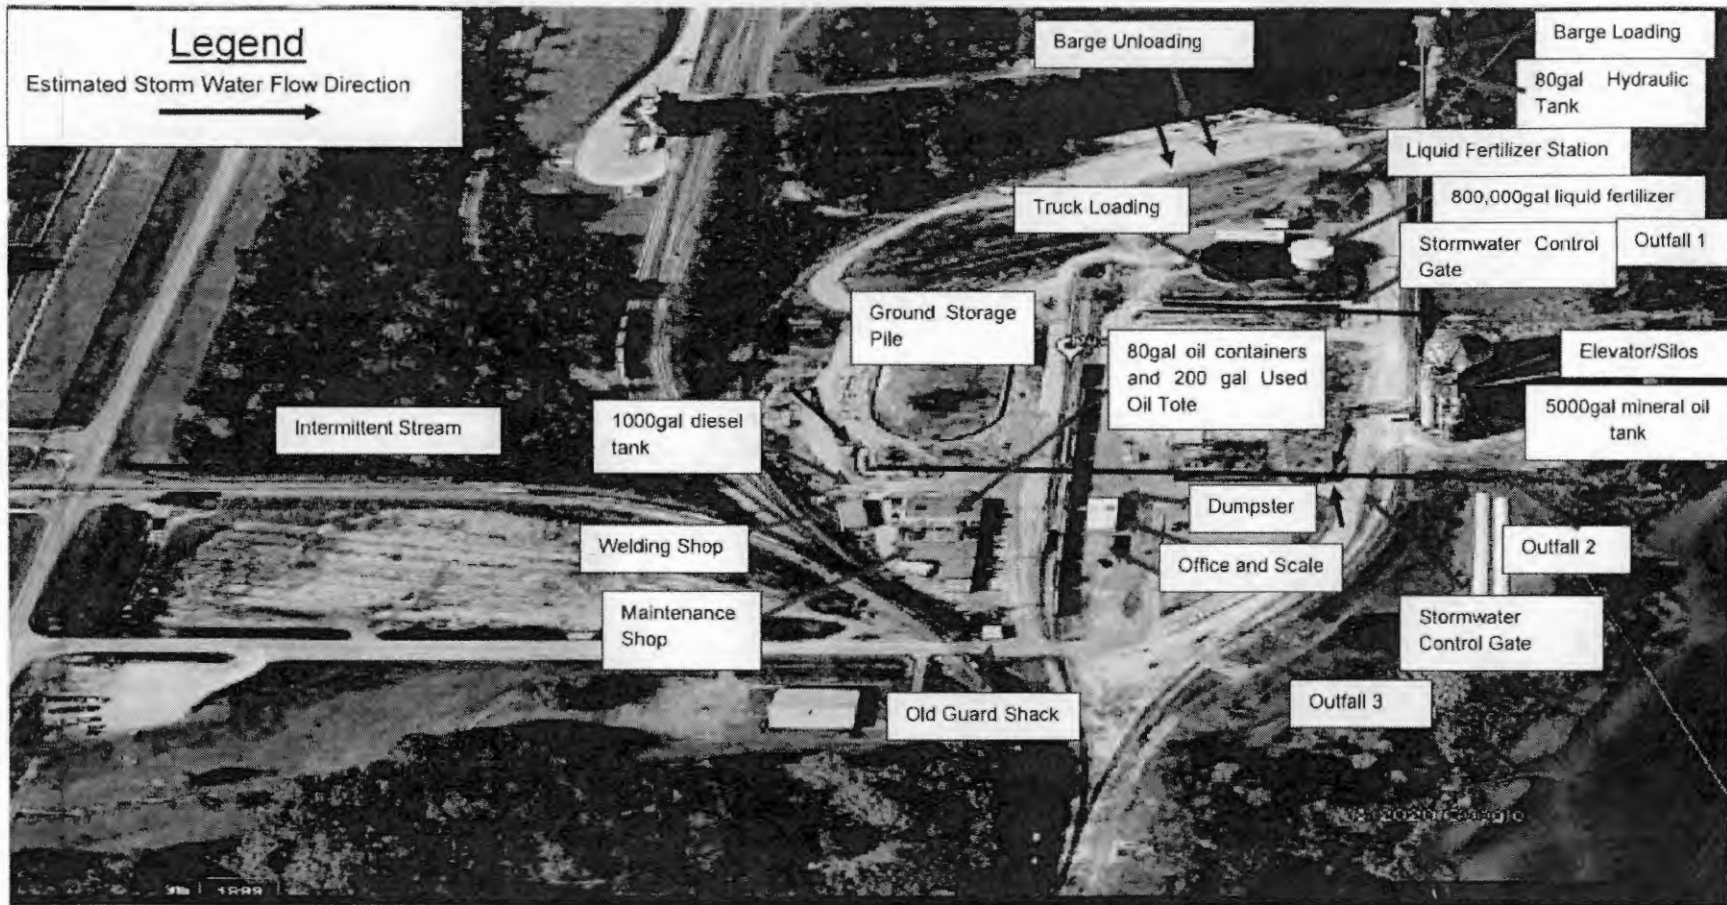 Legend
Estimated Storm Water Flow Direction
Barge Unloading
Barge Loading
80gal Hydraulic
Tank
Liquid Fertilizer Station
Truck Loading
800,000gal liquid fertilizer
Stormwater Control
Gate
Outfall 1
Ground Storage
Pile
80gal oil containers
and 200 gal Used
Oil Tote
Elevator/Silos
1000gal diesel
tank
5000gal mineral oil
tank
Intermittent Stream
Dumpster
Welding Shop
Office and Scale
Outfall 2
Maintenance
Shop
Stormwater
Control Gate
Outfall 3
Old Guard Shack